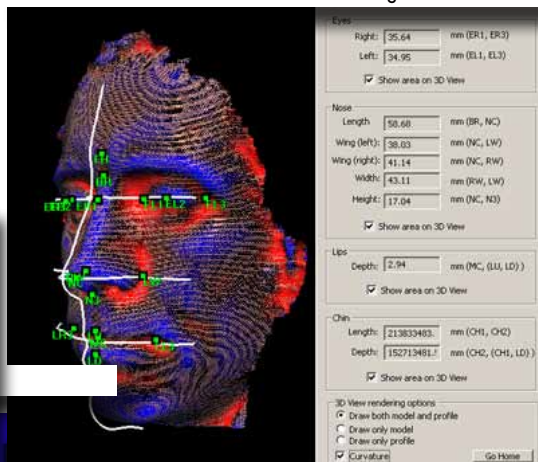 Eyes
Right: 35.64 mm (ER1, ER3)
Left: 34.95 mm (EL1, EL3)
Show area on 3D View
Nose
Length 58.68 mm (BR, NC)
Wing (left): 38.03 mm (NC, LW)
Wing (right): 41.14 mm (NC, RW)
Width: 43.11 mm (RW, LW)
Height: 17.04 mm (NC, N3)
Show area on 3D View
Lips
Depth: 2.94 mm (MC, (LU, LD) )
Show area on 3D View
Chin
Length: 213833483. mm (CH1, CH2)
Depth: 152713481. mm (CH2, (CH1, LD) )
Show area on 3D View
3D View rendering options
Draw both model and profile
Draw only model
Draw only profile
Curvature Go Home
BR
EL2
NC
N3
LD